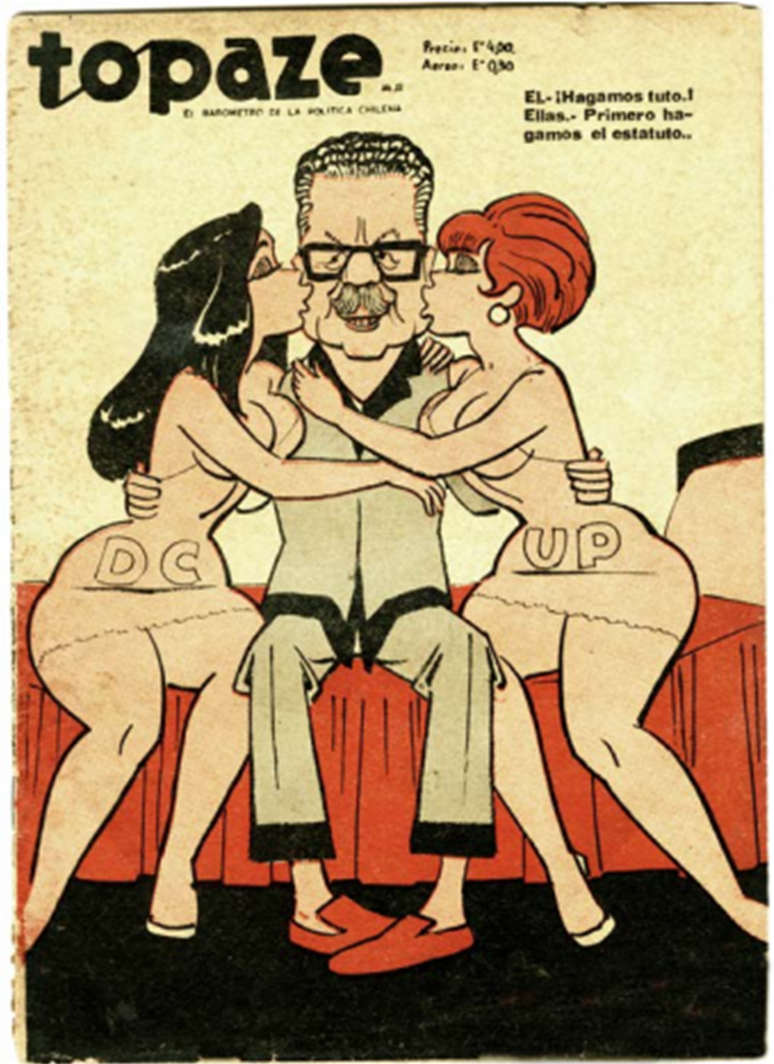 topaze
EL BAROMETRO DE LA POLITICA CHILENA
Precio: E° 4,00.
Aereo: E° 0,30
EL- ¡Hagamos tuto.!
Ellas.- Primero ha-
gamos el estatuto..
DC
UP